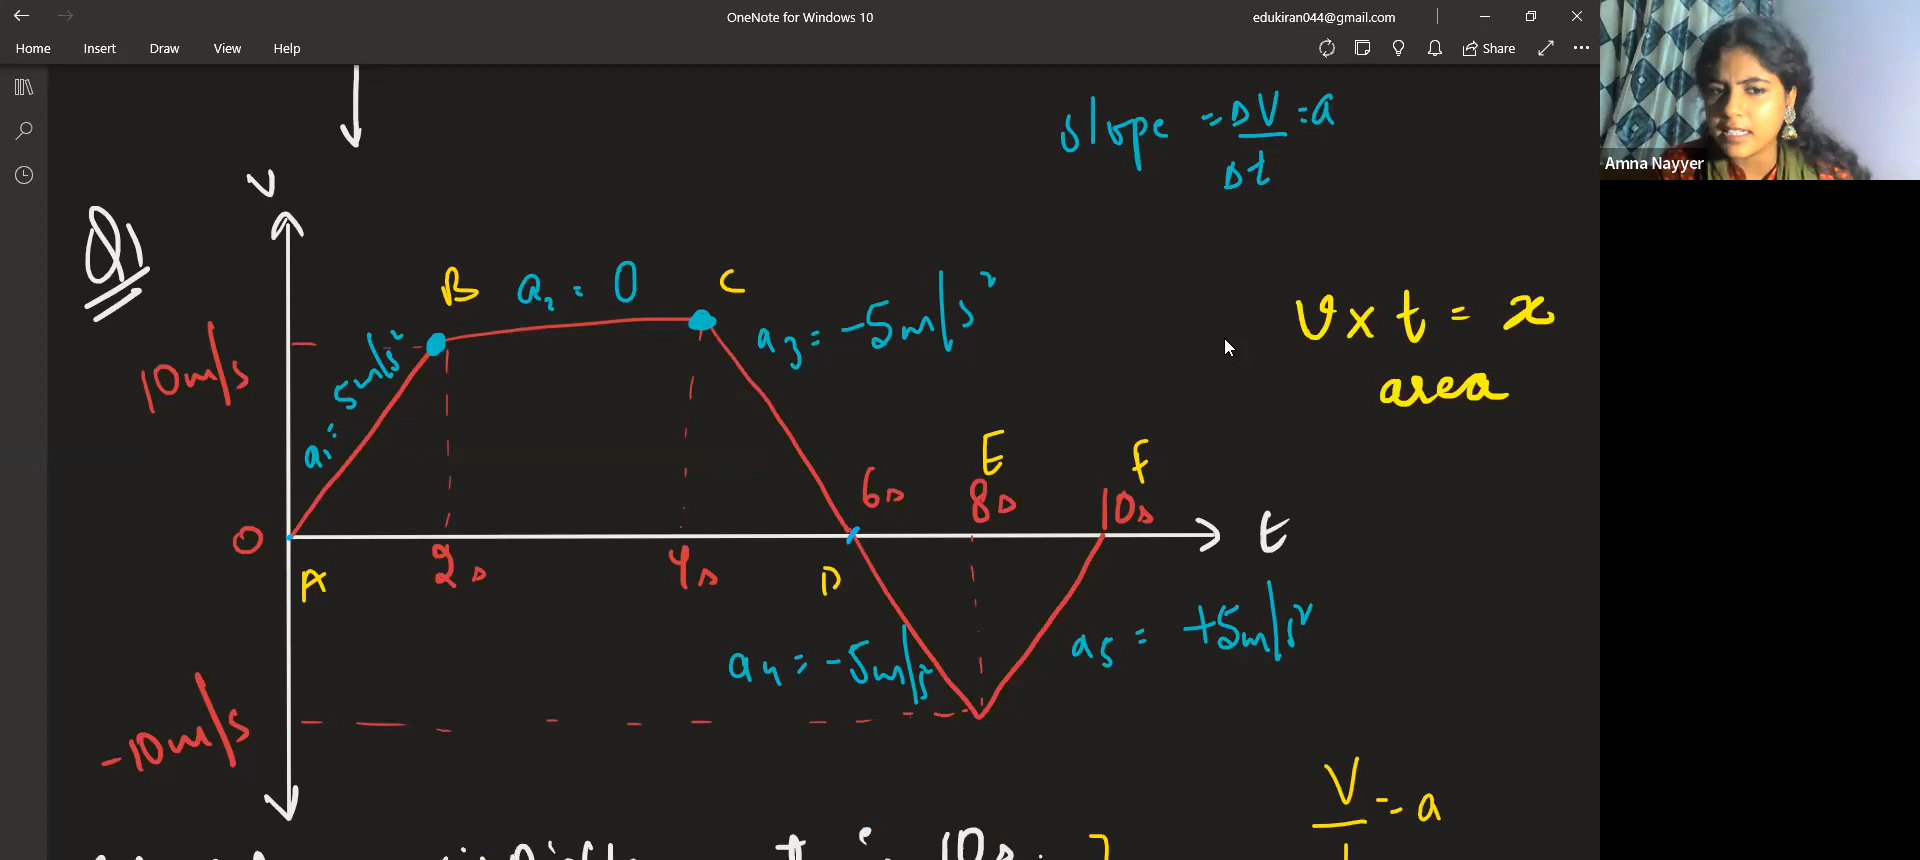 OneNote for Windows 10
edukiran044@gmail.com
Home Insert Draw View Help
Share
Amna Nayyer
slope = ΔV/Δt = a
V
Q1
B a₂ = 0 C
10m/s
a₁ = 5m/s²
a₃ = -5m/s²
v x t = x
area
E F
6s 8s 10s
O
t
A 2s 4s D
a₄ = -5m/s²
a₅ = +5m/s²
-10m/s
V = a
10s